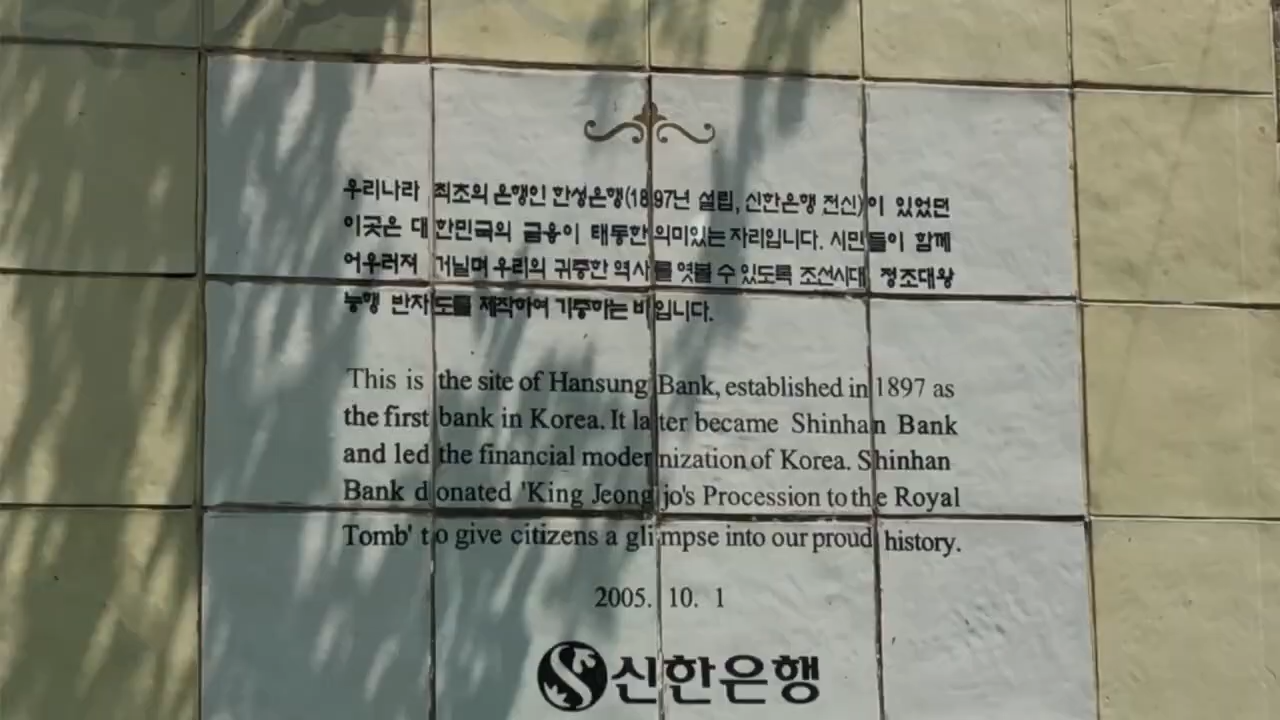 우리나라 최초의 은행인 한성은행(1897년 설립, 신한은행 전신)이 있었던
이곳은 대한민국의 금융이 태동한 의미있는 자리입니다. 시민들이 함께
어우러져 거닐며 우리의 귀중한 역사를 엿볼 수 있도록 조선시대 정조대왕
능행 반차도를 제작하여 기증하는 바입니다.
This is the site of Hansung Bank, established in 1897 as
the first bank in Korea. It later became Shinhan Bank
and led the financial modernization of Korea. Shinhan
Bank donated 'King Jeongjo's Procession to the Royal
Tomb' to give citizens a glimpse into our proud history.
2005. 10. 1
신한은행